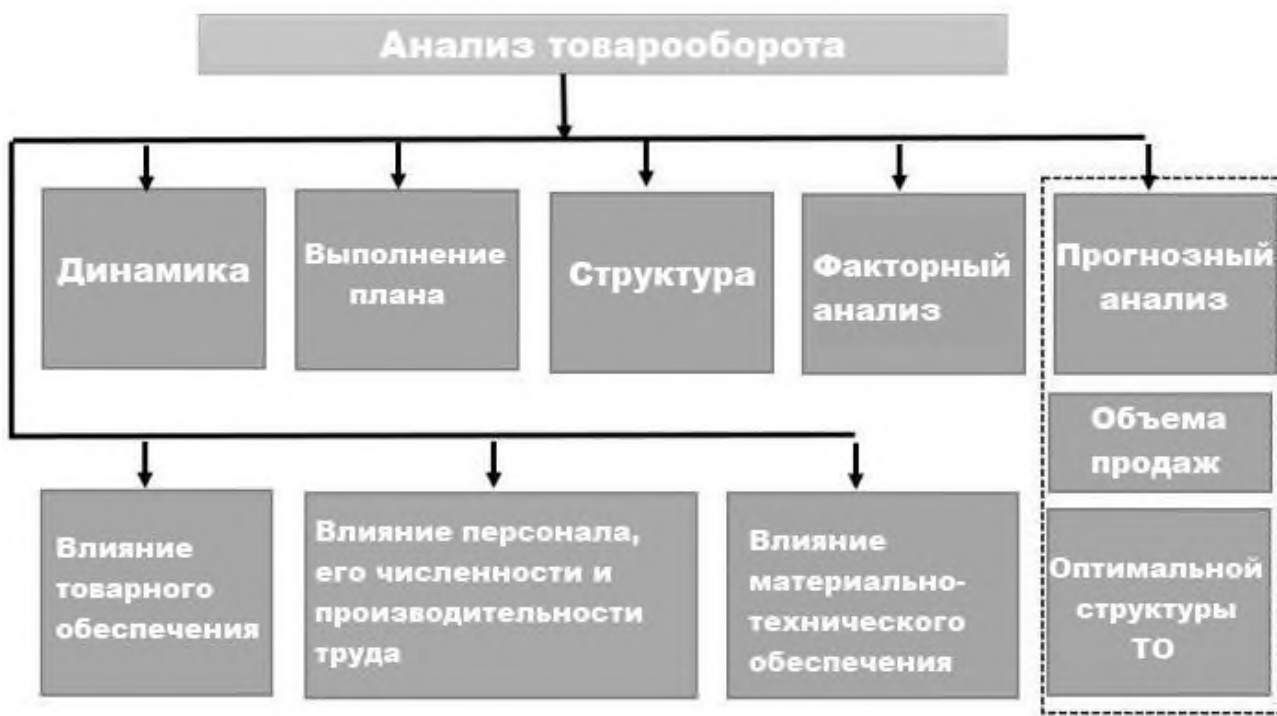 Анализ товарооборота
Динамика
Выполнение
плана
Структура
Факторный
анализ
Прогнозный
анализ
Объема
продаж
Влияние
товарного
обеспечения
Влияние персонала,
его численности и
производительности
труда
Влияние
материально-
технического
обеспечения
Оптимальной
структуры
ТО